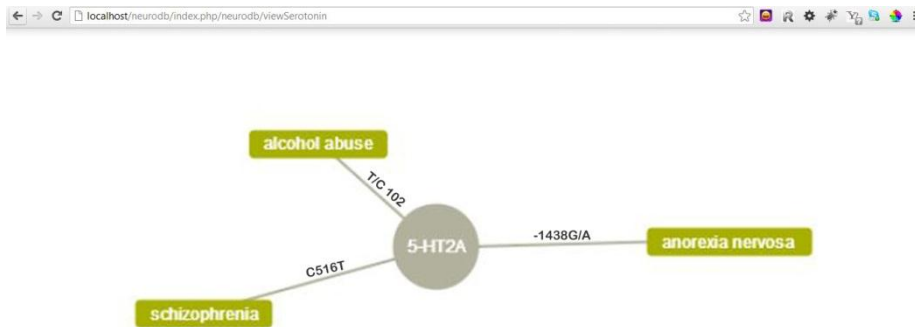 localhost/neurodb/index.php/neurodb/viewSerotonin
alcohol abuse
T/C 102
5-HT2A
-1438G/A
anorexia nervosa
C516T
schizophrenia